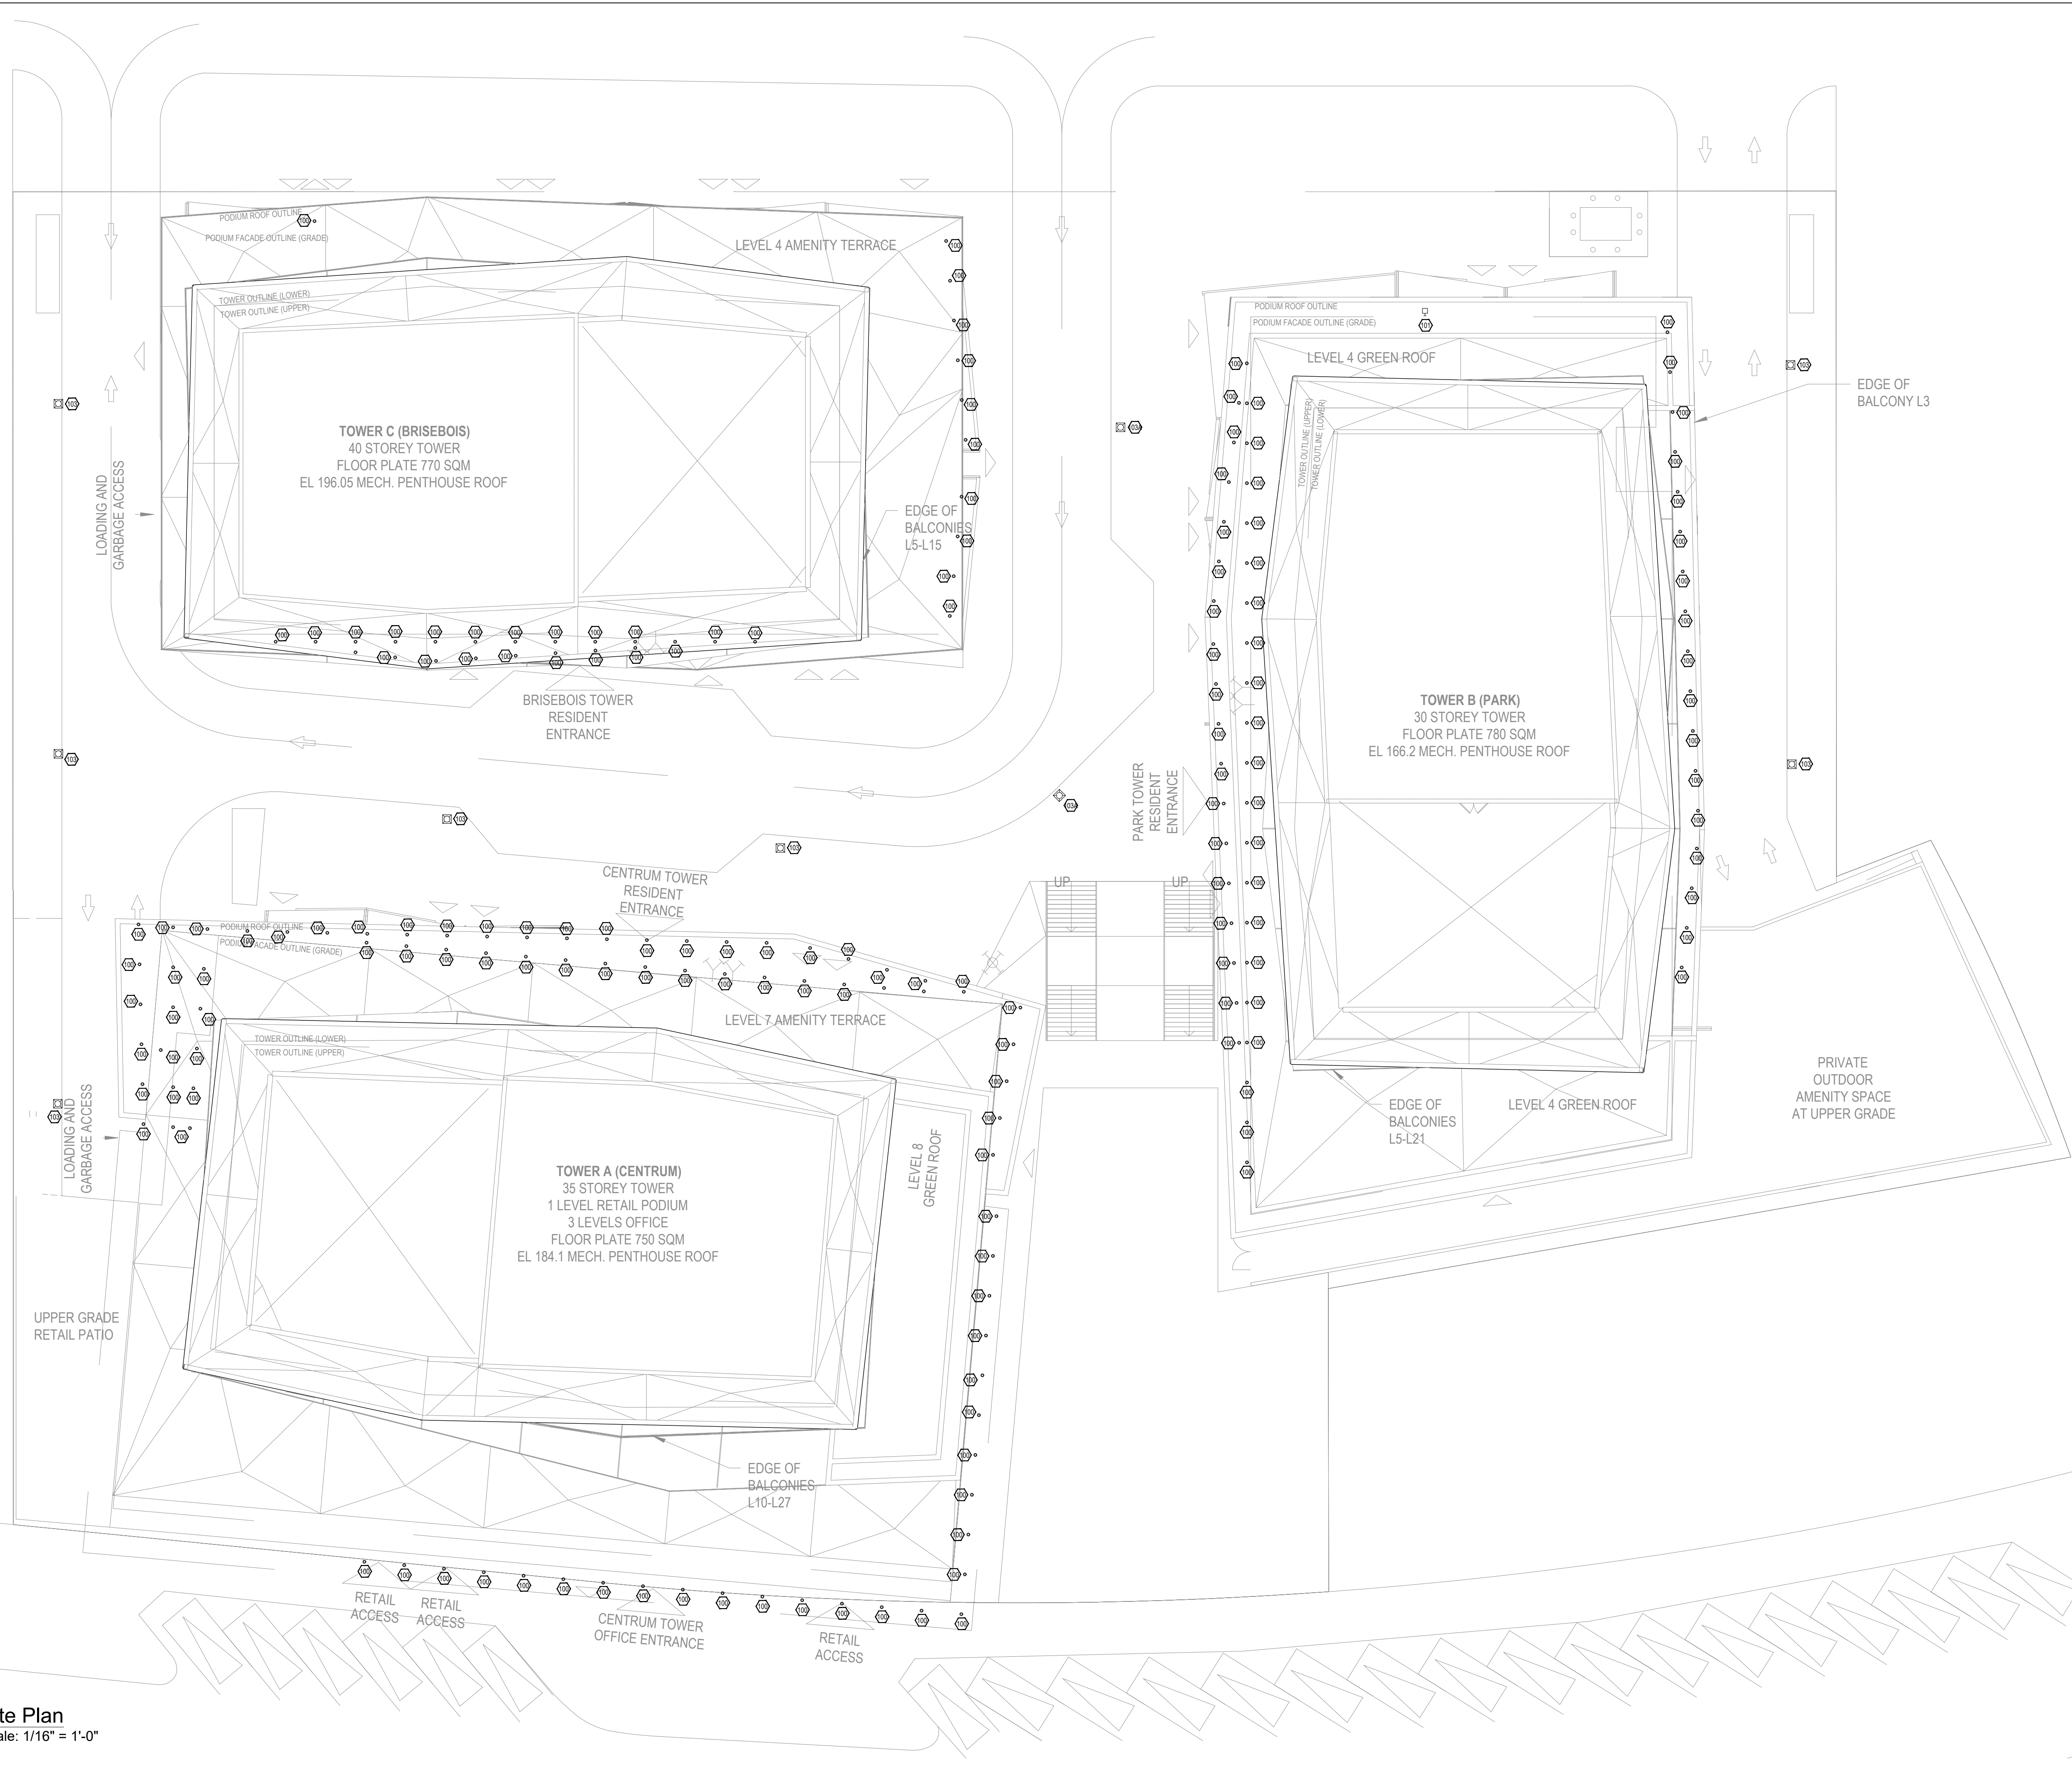 PODIUM ROOF OUTLINE
PODIUM FACADE OUTLINE (GRADE)
LEVEL 4 AMENITY TERRACE
TOWER OUTLINE (LOWER)
TOWER OUTLINE (UPPER)
TOWER C (BRISEBOIS)
40 STOREY TOWER
FLOOR PLATE 770 SQM
EL 196.05 MECH. PENTHOUSE ROOF
LOADING AND
GARBAGE ACCESS
EDGE OF
BALCONIES
L5-L15
BRISEBOIS TOWER
RESIDENT
ENTRANCE
100
101
103
PODIUM ROOF OUTLINE
PODIUM FACADE OUTLINE (GRADE)
LEVEL 4 GREEN ROOF
TOWER OUTLINE (UPPER)
TOWER OUTLINE (LOWER)
EDGE OF
BALCONY L3
TOWER B (PARK)
30 STOREY TOWER
FLOOR PLATE 780 SQM
EL 166.2 MECH. PENTHOUSE ROOF
PARK TOWER
RESIDENT
ENTRANCE
UP
UP
EDGE OF
BALCONIES
L5-L21
LEVEL 4 GREEN ROOF
PRIVATE
OUTDOOR
AMENITY SPACE
AT UPPER GRADE
CENTRUM TOWER
RESIDENT
ENTRANCE
PODIUM ROOF OUTLINE
PODIUM FACADE OUTLINE (GRADE)
LEVEL 7 AMENITY TERRACE
TOWER OUTLINE (LOWER)
TOWER OUTLINE (UPPER)
LOADING AND
GARBAGE ACCESS
TOWER A (CENTRUM)
35 STOREY TOWER
1 LEVEL RETAIL PODIUM
3 LEVELS OFFICE
FLOOR PLATE 750 SQM
EL 184.1 MECH. PENTHOUSE ROOF
LEVEL 8
GREEN ROOF
UPPER GRADE
RETAIL PATIO
EDGE OF
BALCONIES
L10-L27
RETAIL
ACCESS
RETAIL
ACCESS
CENTRUM TOWER
OFFICE ENTRANCE
RETAIL
ACCESS
te Plan
ale: 1/16" = 1'-0"